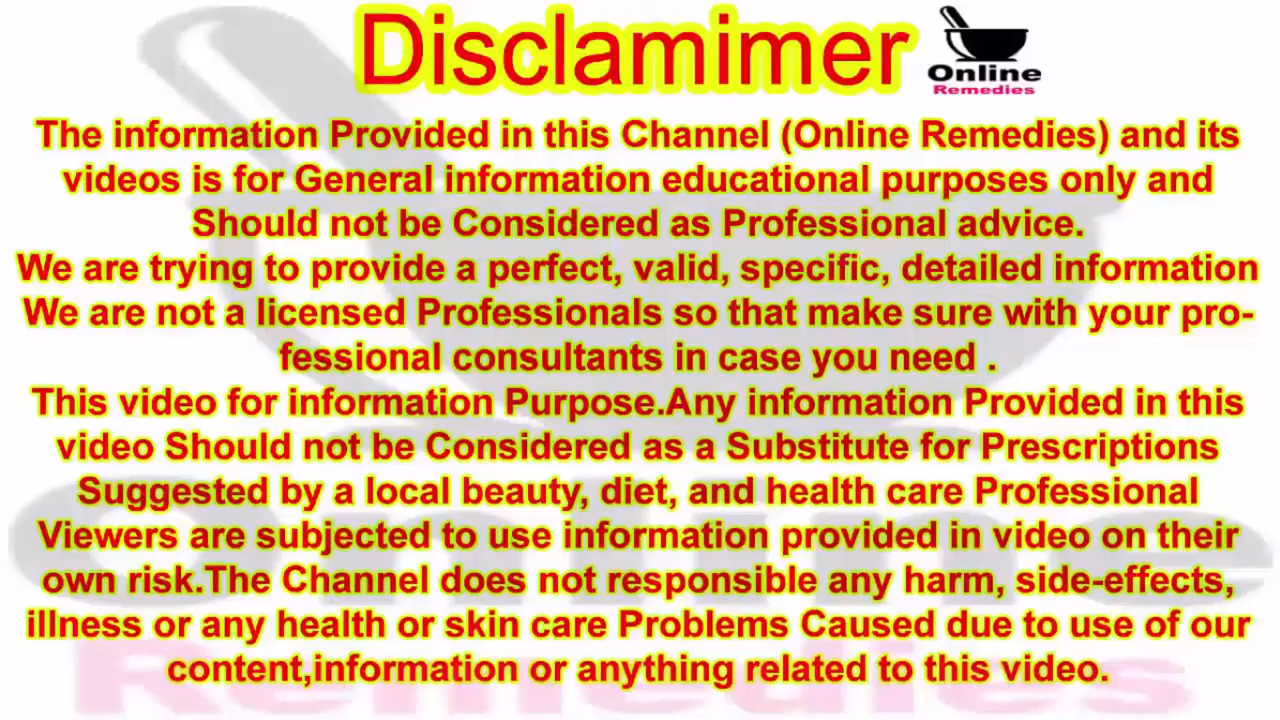 Disclamimer
Online
Remedies
The information Provided in this Channel (Online Remedies) and its
videos is for General information educational purposes only and
Should not be Considered as Professional advice.
We are trying to provide a perfect, valid, specific, detailed information
We are not a licensed Professionals so that make sure with your pro-
fessional consultants in case you need .
This video for information Purpose.Any information Provided in this
video Should not be Considered as a Substitute for Prescriptions
Suggested by a local beauty, diet, and health care Professional
Viewers are subjected to use information provided in video on their
own risk.The Channel does not responsible any harm, side-effects,
illness or any health or skin care Problems Caused due to use of our
content,information or anything related to this video.
Online
Remedies